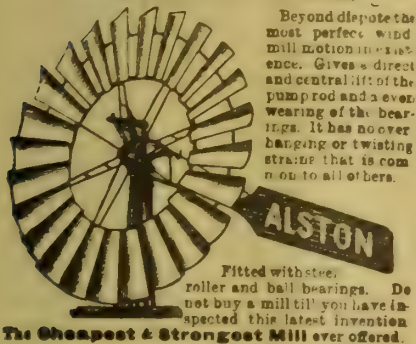 Beyond dispute the
most perfect wind
mill motion in exist
ence. Gives a direct
and central lift of the
pump rod and a even
wearing of the bear-
ings. It has no over
hanging or twisting
strains that is com
mon to all others.
ALSTON
Fitted with steel
roller and ball bearings. Do
not buy a mill till you have in-
spected this latest invention
The Cheapest & Strongest Mill ever offered.